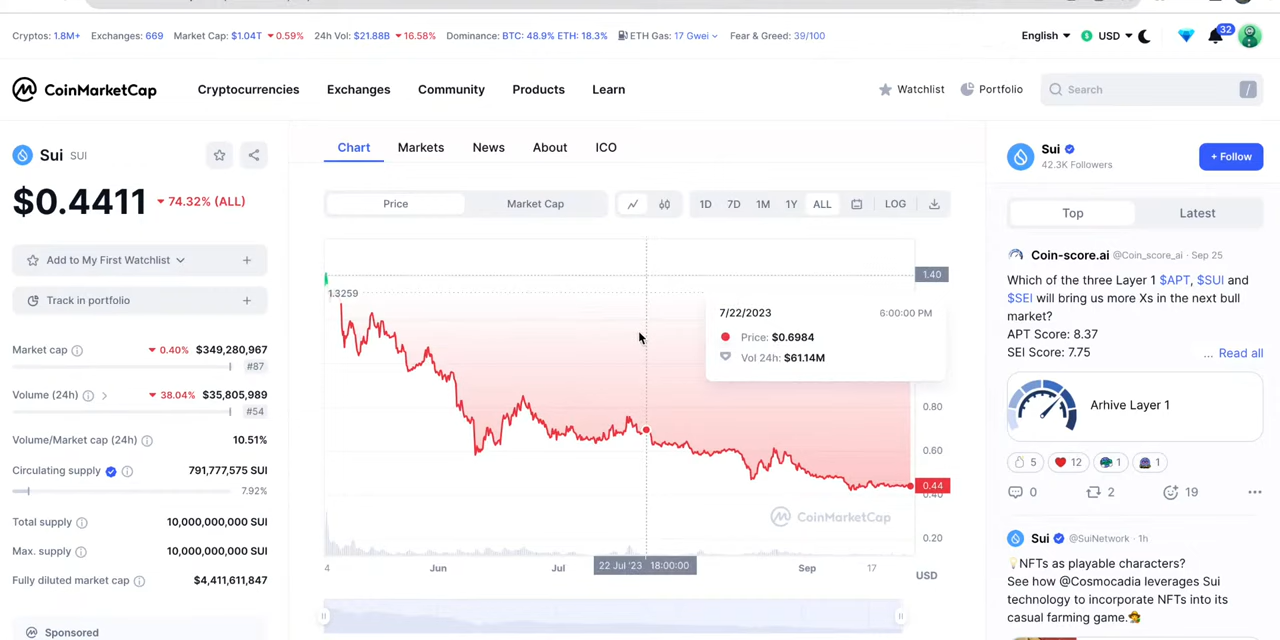 Cryptos: 1.8M+ Exchanges: 669 Market Cap: $1.04T 0.59% 24h Vol: $21.88B 16.58% Dominance: BTC: 48.9% ETH: 18.3% ETH Gas: 17 Gwei Fear & Greed: 39/100
English USD 32
CoinMarketCap Cryptocurrencies Exchanges Community Products Learn
Watchlist Portfolio Search /
Sui SUI
$0.4411 74.32% (ALL)
Add to My First Watchlist +
Track in portfolio +
Market cap 0.40% $349,280,967
#87
Volume (24h) 38.04% $35,805,989
#54
Volume/Market cap (24h) 10.51%
Circulating supply 791,777,575 SUI
7.92%
Total supply 10,000,000,000 SUI
Max. supply 10,000,000,000 SUI
Fully diluted market cap $4,411,611,847
Sponsored
Chart Markets News About ICO
Price Market Cap 1D 7D 1M 1Y ALL LOG
1.40
1.3259
7/22/2023 6:00:00 PM
Price: $0.6984
Vol 24h: $61.14M
0.80
0.60
0.44
0.40
CoinMarketCap
0.20
4 Jun Jul 22 Jul '23 18:00:00 Sep 17 USD
Sui
42.3K Followers
+ Follow
Top Latest
Coin-score.ai @Coin_score_ai · Sep 25
Which of the three Layer 1 $APT, $SUI and
$SEI will bring us more Xs in the next bull
market?
APT Score: 8.37
SEI Score: 7.75 ... Read all
Arhive Layer 1
5 12 1 1
0 2 19
Sui @SuiNetwork · 1h
NFTs as playable characters?
See how @Cosmocadia leverages Sui
technology to incorporate NFTs into its
casual farming game.